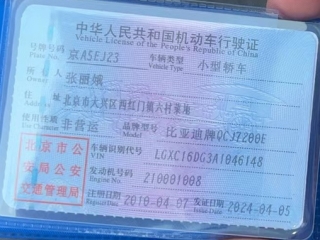 中华人民共和国机动车行驶证
Vehicle License of the People's Republic of China
号牌号码 京A5EJ23 车辆类型 小型轿车
Plate No. Vehicle Type
所有人 张丽娥
Owner
住址 北京市大兴区西红门镇六村菜地
Address
使用性质 非营运 品牌型号 比亚迪牌QCJ7200E
Use Character Model
北京市公
安局公安
交通管理局
车辆识别代号 LGXC16DG3A1046148
VIN
发动机号码 210001008
Engine No.
注册日期 2010-04-07 发证日期 2024-04-05
Register Date Issue Date